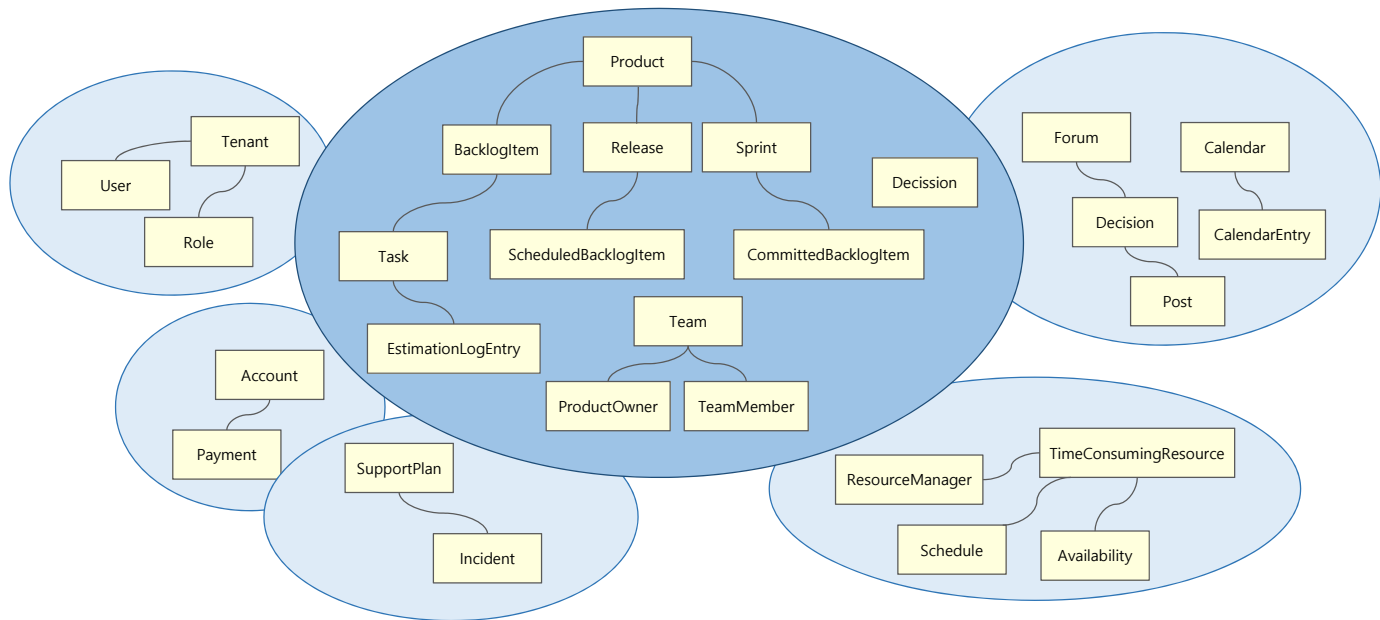 Product
BacklogItem
Release
Sprint
Decission
Task
ScheduledBacklogItem
CommittedBacklogItem
EstimationLogEntry
Team
ProductOwner
TeamMember
Tenant
User
Role
Account
Payment
SupportPlan
Incident
Forum
Decision
Post
Calendar
CalendarEntry
TimeConsumingResource
ResourceManager
Schedule
Availability